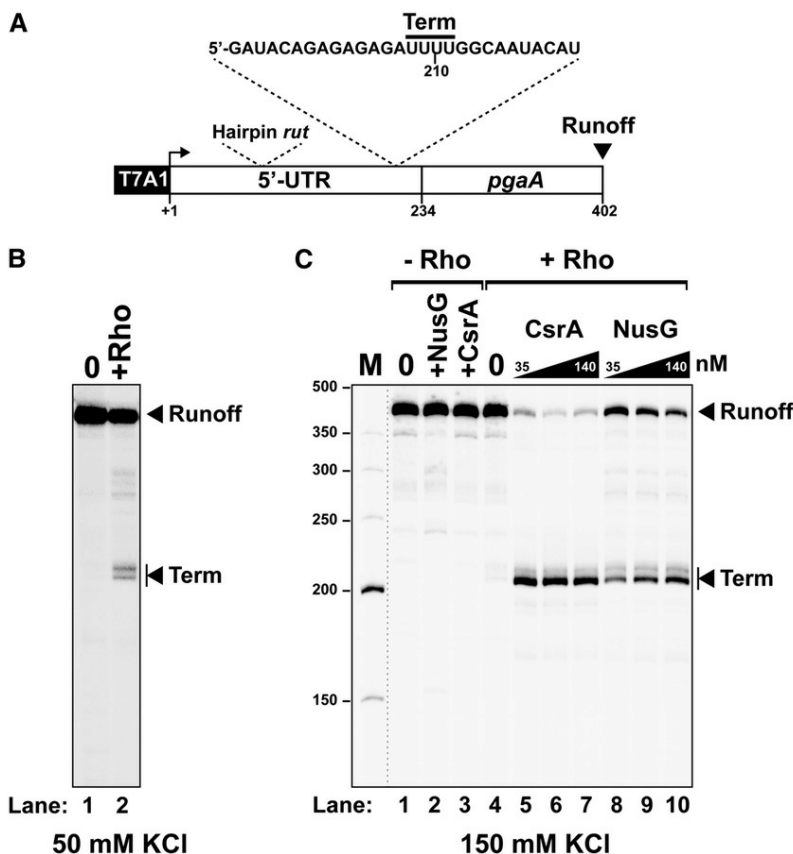 A
Term
5'-GAUACAGAGAGAGAUUUUGGCAAUACAU
210
Hairpin rut
Runoff
T7A1
5'-UTR
pgaA
+1
234
402
B
0
+Rho
Runoff
Term
Lane: 1 2
50 mM KCl
C
- Rho
+ Rho
CsrA
NusG
M 0 +NusG +CsrA 0 35 140 35 140 nM
500
350
300
250
200
150
Runoff
Term
Lane: 1 2 3 4 5 6 7 8 9 10
150 mM KCl